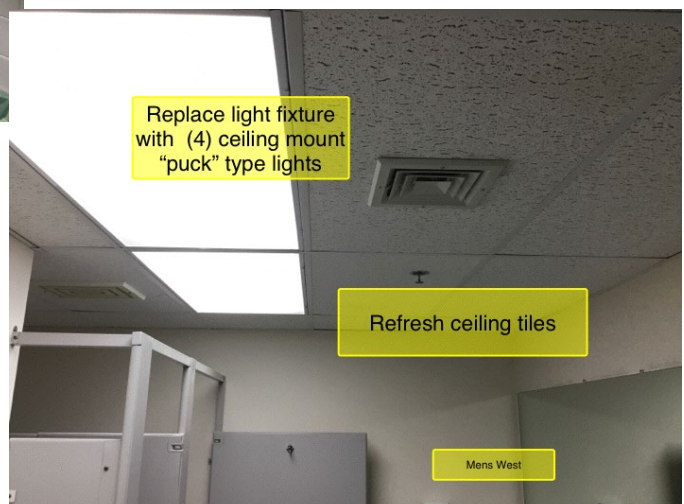 Replace light fixture
with (4) ceiling mount
“puck” type lights
Refresh ceiling tiles
Mens West